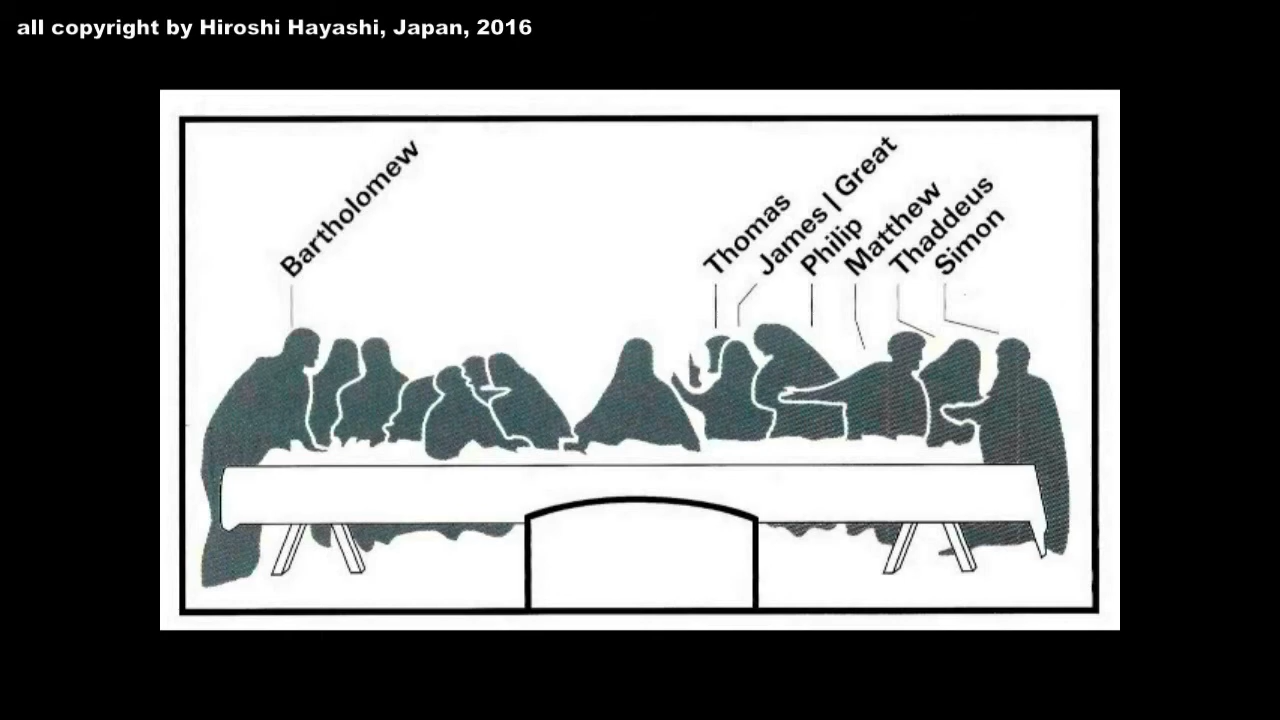 all copyright by Hiroshi Hayashi, Japan, 2016
Bartholomew
Thomas
James | Great
Philip
Matthew
Thaddeus
Simon